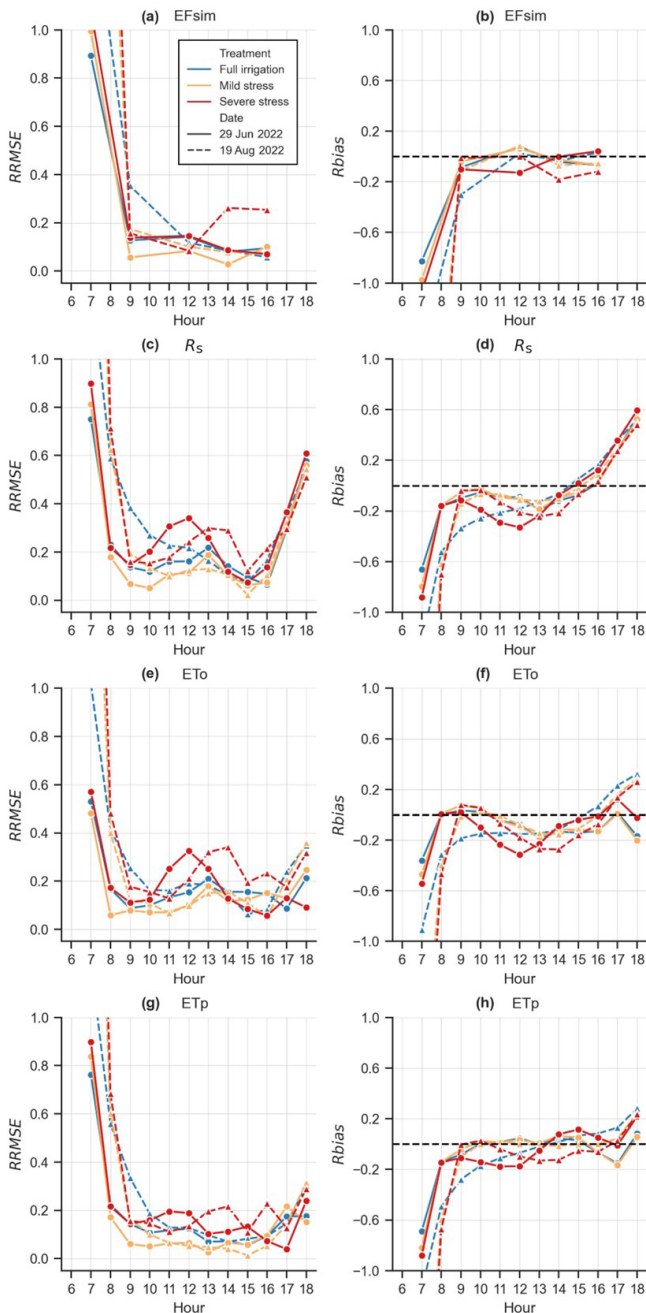 (a) EFsim
(b) EFsim
1.0
0.8
0.6
0.4
0.2
0.0
RRMSE
Treatment
Full irrigation
Mild stress
Severe stress
Date
29 Jun 2022
19 Aug 2022
6 7 8 9 10 11 12 13 14 15 16 17 18
Hour
1.0
0.6
0.2
−0.2
−0.6
−1.0
Rbias
6 7 8 9 10 11 12 13 14 15 16 17 18
Hour
(c) RS
(d) RS
1.0
0.8
0.6
0.4
0.2
0.0
RRMSE
6 7 8 9 10 11 12 13 14 15 16 17 18
Hour
1.0
0.6
0.2
−0.2
−0.6
−1.0
Rbias
6 7 8 9 10 11 12 13 14 15 16 17 18
Hour
(e) ETo
(f) ETo
1.0
0.8
0.6
0.4
0.2
0.0
RRMSE
6 7 8 9 10 11 12 13 14 15 16 17 18
Hour
1.0
0.6
0.2
−0.2
−0.6
−1.0
Rbias
6 7 8 9 10 11 12 13 14 15 16 17 18
Hour
(g) ETp
(h) ETp
1.0
0.8
0.6
0.4
0.2
0.0
RRMSE
6 7 8 9 10 11 12 13 14 15 16 17 18
Hour
1.0
0.6
0.2
−0.2
−0.6
−1.0
Rbias
6 7 8 9 10 11 12 13 14 15 16 17 18
Hour